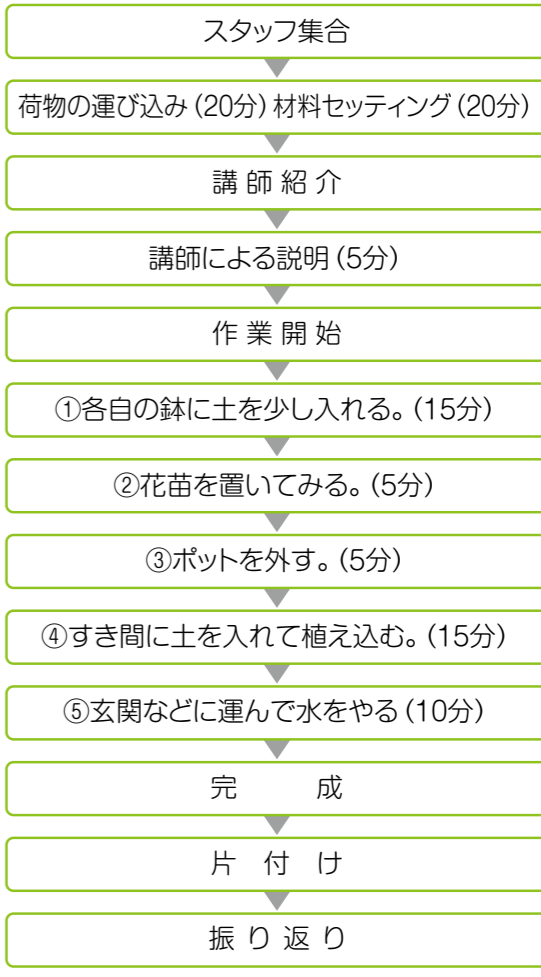 スタッフ集合
荷物の運び込み(20分)材料セッティング(20分)
講師紹介
講師による説明(5分)
作業開始
①各自の鉢に土を少し入れる。(15分)
②花苗を置いてみる。(5分)
③ポットを外す。(5分)
④すき間に土を入れて植え込む。(15分)
⑤玄関などに運んで水をやる(10分)
完成
片付け
振り返り